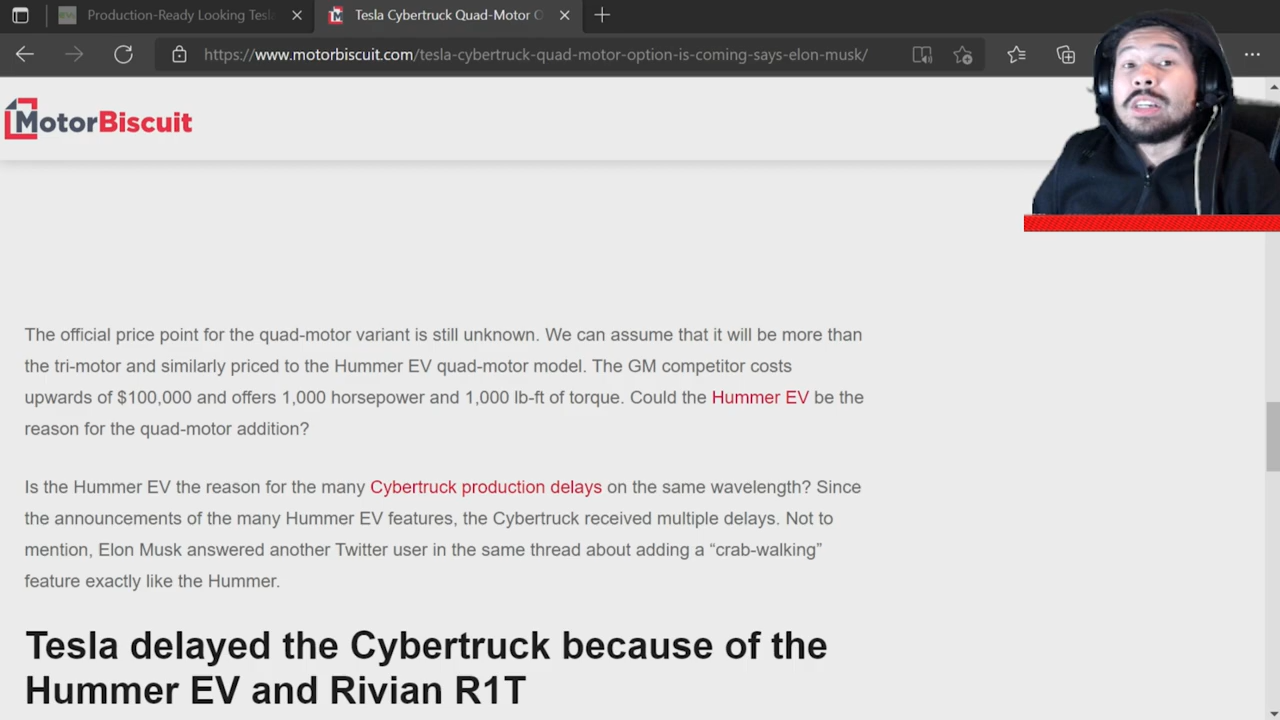 Production-Ready Looking Tesla
Tesla Cybertruck Quad-Motor O
https://www.motorbiscuit.com/tesla-cybertruck-quad-motor-option-is-coming-says-elon-musk/
MotorBiscuit
The official price point for the quad-motor variant is still unknown. We can assume that it will be more than
the tri-motor and similarly priced to the Hummer EV quad-motor model. The GM competitor costs
upwards of $100,000 and offers 1,000 horsepower and 1,000 lb-ft of torque. Could the Hummer EV be the
reason for the quad-motor addition?
Is the Hummer EV the reason for the many Cybertruck production delays on the same wavelength? Since
the announcements of the many Hummer EV features, the Cybertruck received multiple delays. Not to
mention, Elon Musk answered another Twitter user in the same thread about adding a “crab-walking”
feature exactly like the Hummer.
Tesla delayed the Cybertruck because of the
Hummer EV and Rivian R1T